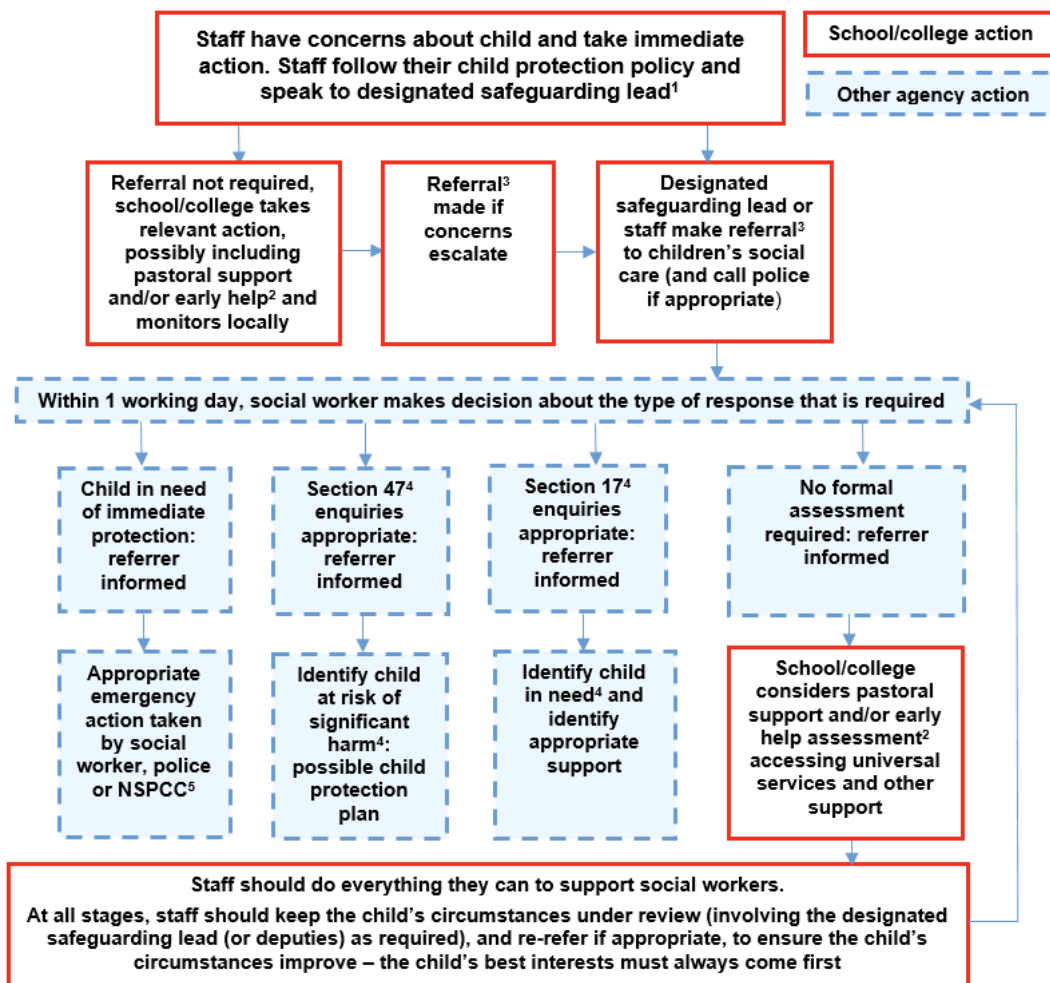 Staff have concerns about child and take immediate
action. Staff follow their child protection policy and
speak to designated safeguarding lead¹
School/college action
Other agency action
Referral not required,
school/college takes
relevant action,
possibly including
pastoral support
and/or early help² and
monitors locally
Referral³
made if
concerns
escalate
Designated
safeguarding lead or
staff make referral³
to children’s social
care (and call police
if appropriate)
Within 1 working day, social worker makes decision about the type of response that is required
Child in need
of immediate
protection:
referrer
informed
Section 47⁴
enquiries
appropriate:
referrer
informed
Section 17⁴
enquiries
appropriate:
referrer
informed
No formal
assessment
required: referrer
informed
Appropriate
emergency
action taken
by social
worker, police
or NSPCC⁵
Identify child
at risk of
significant
harm⁴:
possible child
protection
plan
Identify child
in need⁴ and
identify
appropriate
support
School/college
considers pastoral
support and/or early
help assessment²
accessing universal
services and other
support
Staff should do everything they can to support social workers.
At all stages, staff should keep the child’s circumstances under review (involving the designated
safeguarding lead (or deputies) as required), and re-refer if appropriate, to ensure the child’s
circumstances improve – the child’s best interests must always come first